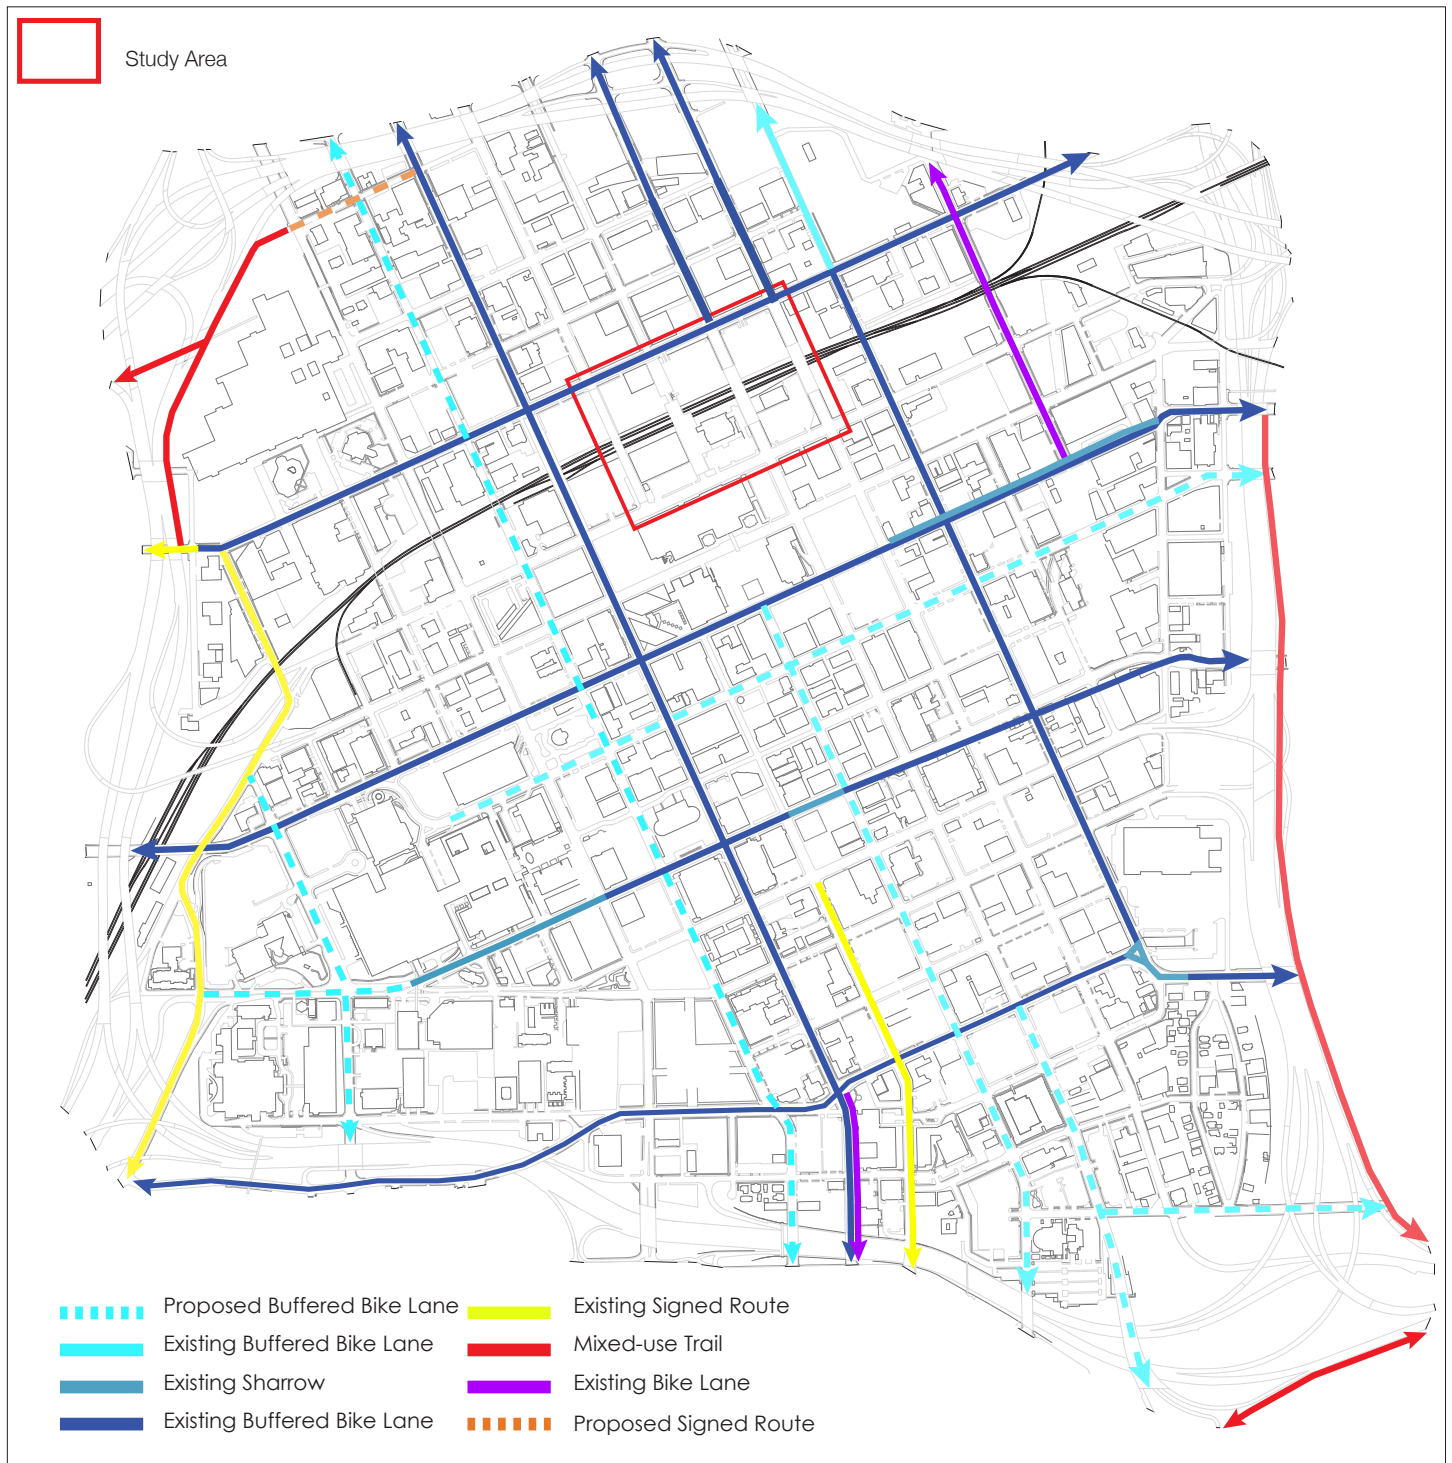 Study Area
Proposed Buffered Bike Lane
Existing Buffered Bike Lane
Existing Sharrow
Existing Buffered Bike Lane
Existing Signed Route
Mixed-use Trail
Existing Bike Lane
Proposed Signed Route